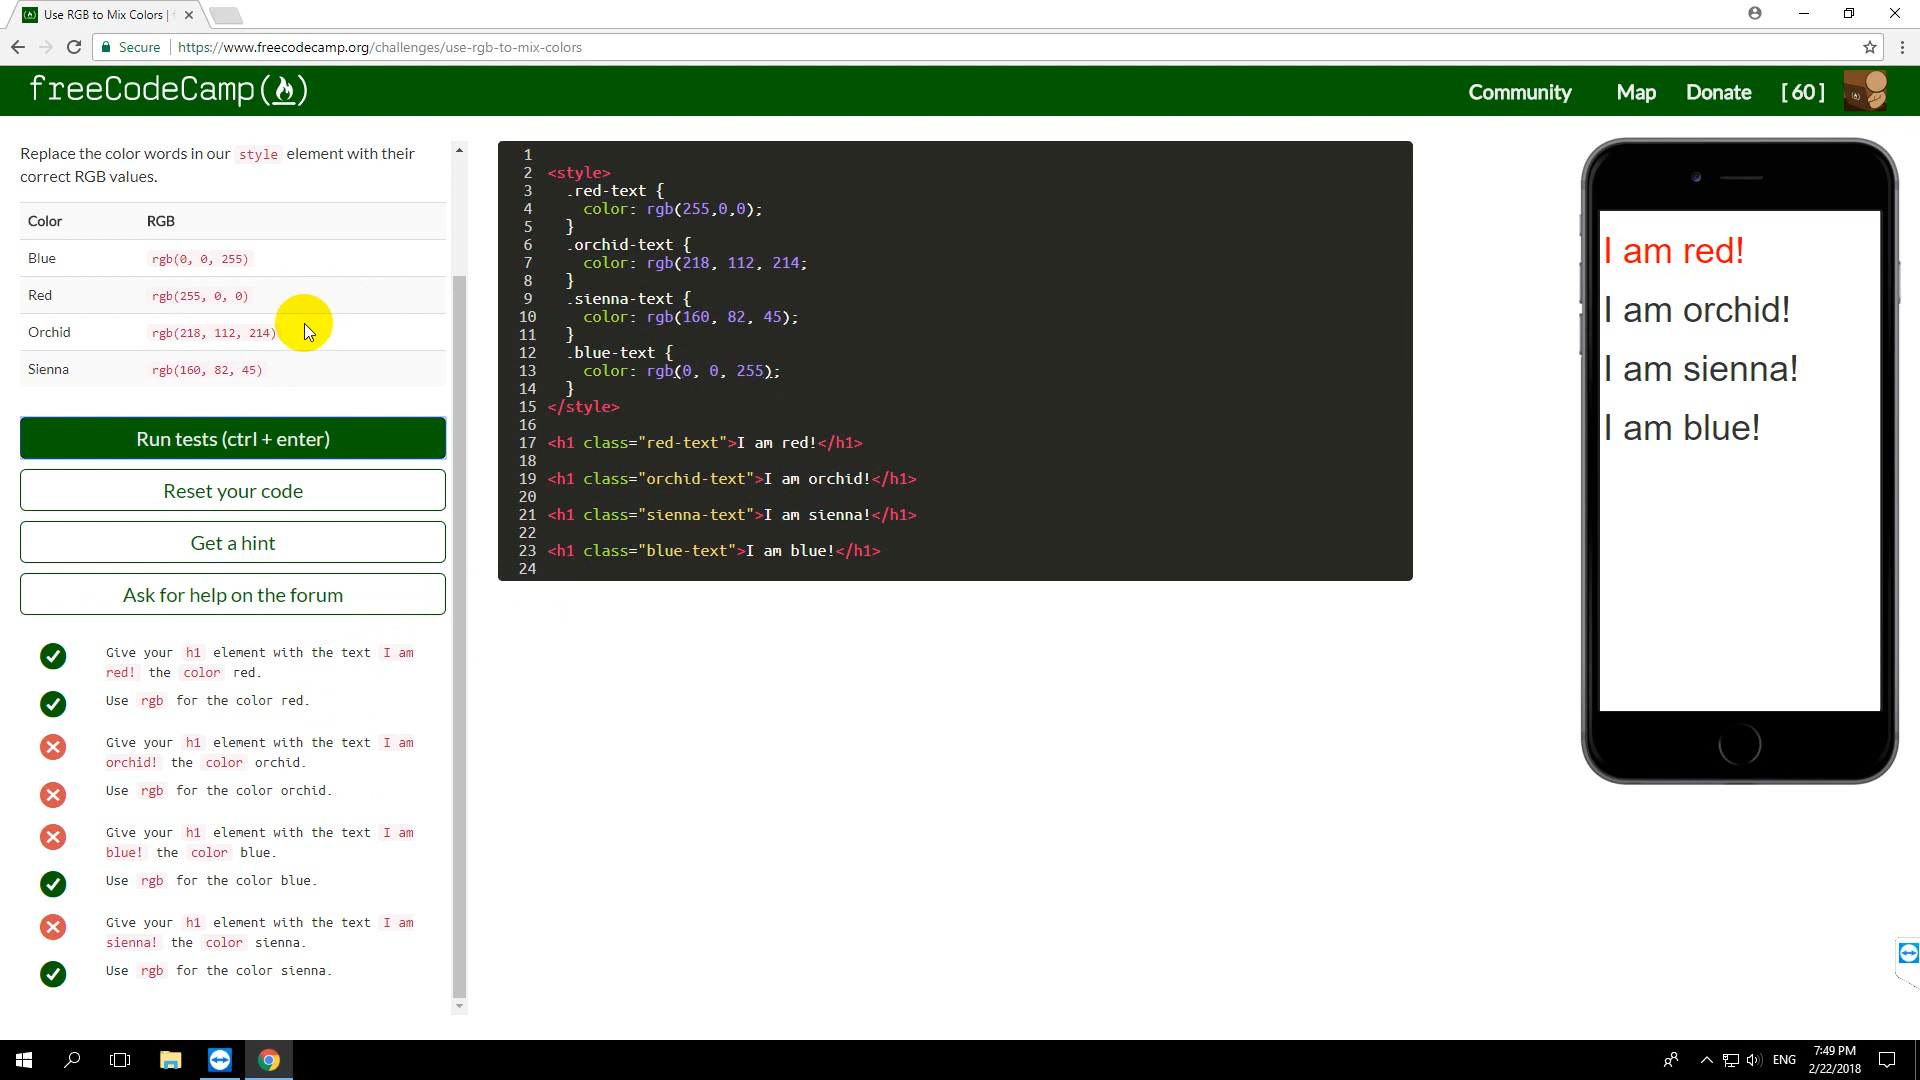 Use RGB to Mix Colors | f
Secure https://www.freecodecamp.org/challenges/use-rgb-to-mix-colors
freeCodeCamp
Community Map Donate [ 60 ]
Replace the color words in our style element with their
correct RGB values.
Color RGB
Blue rgb(0, 0, 255)
Red rgb(255, 0, 0)
Orchid rgb(218, 112, 214)
Sienna rgb(160, 82, 45)
Run tests (ctrl + enter)
Reset your code
Get a hint
Ask for help on the forum
Give your h1 element with the text I am
red! the color red.
Use rgb for the color red.
Give your h1 element with the text I am
orchid! the color orchid.
Use rgb for the color orchid.
Give your h1 element with the text I am
blue! the color blue.
Use rgb for the color blue.
Give your h1 element with the text I am
sienna! the color sienna.
Use rgb for the color sienna.
1
2 <style>
3 .red-text {
4 color: rgb(255,0,0);
5 }
6 .orchid-text {
7 color: rgb(218, 112, 214;
8 }
9 .sienna-text {
10 color: rgb(160, 82, 45);
11 }
12 .blue-text {
13 color: rgb(0, 0, 255);
14 }
15 </style>
16
17 <h1 class="red-text">I am red!</h1>
18
19 <h1 class="orchid-text">I am orchid!</h1>
20
21 <h1 class="sienna-text">I am sienna!</h1>
22
23 <h1 class="blue-text">I am blue!</h1>
24
I am red!
I am orchid!
I am sienna!
I am blue!
ENG
7:49 PM
2/22/2018